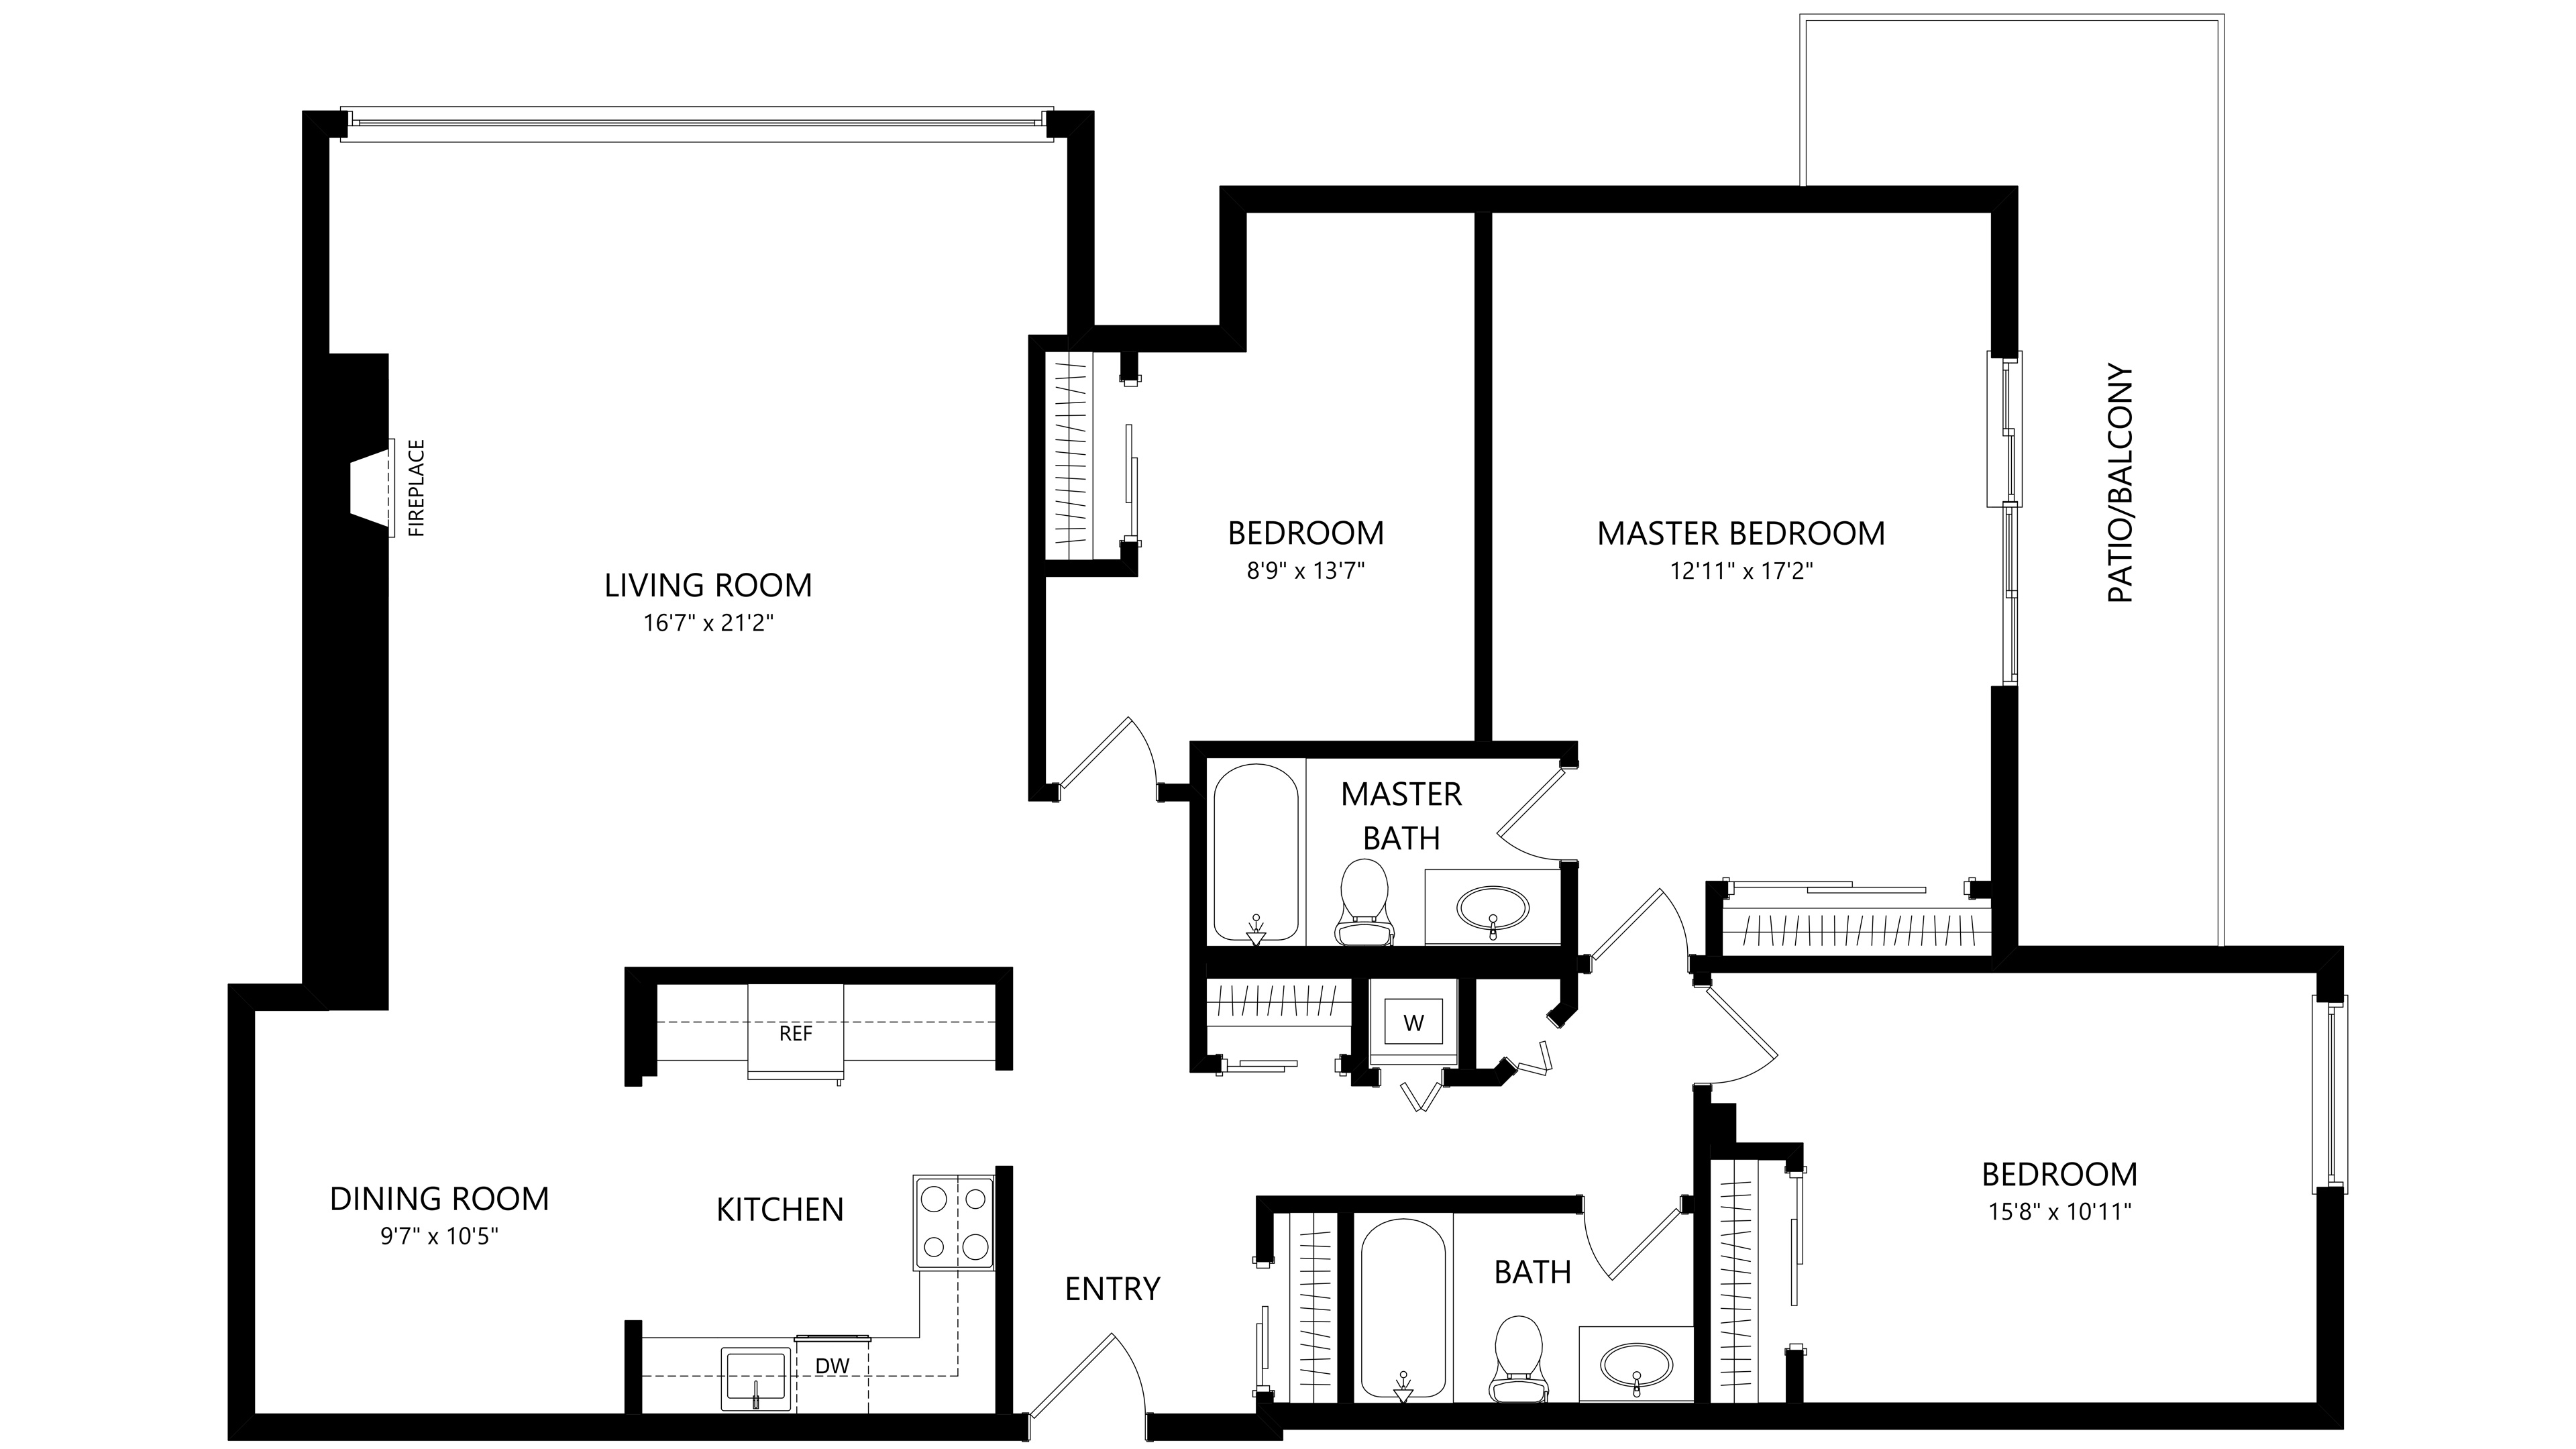 PATIO/BALCONY
FIREPLACE
LIVING ROOM
16'7" x 21'2"
BEDROOM
8'9" x 13'7"
MASTER BEDROOM
12'11" x 17'2"
MASTER
BATH
REF
W
DINING ROOM
9'7" x 10'5"
KITCHEN
BEDROOM
15'8" x 10'11"
BATH
ENTRY
DW